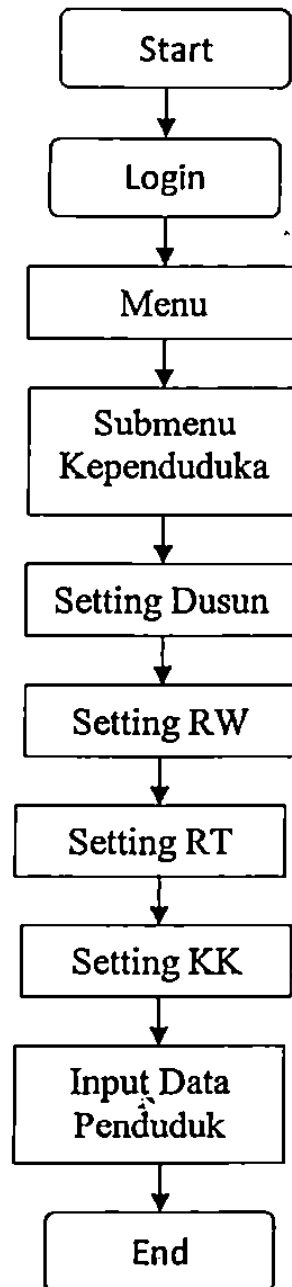 Start
Login
Menu
Submenu
Kependuduka
Setting Dusun
Setting RW
Setting RT
Setting KK
Input Data
Penduduk
End